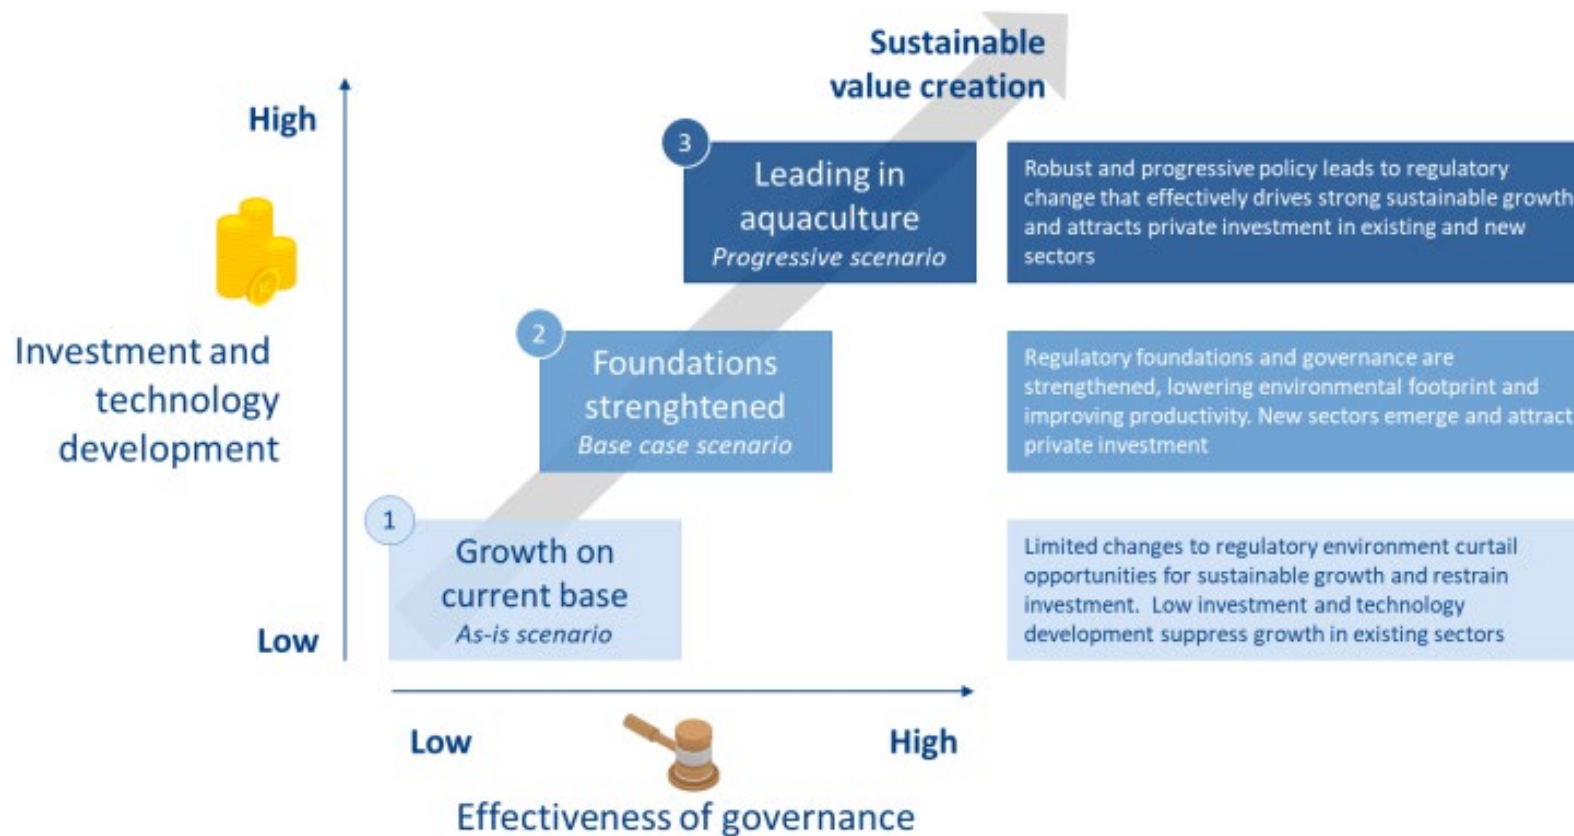 Sustainable
value creation
High
3
Leading in
aquaculture
Progressive scenario
Robust and progressive policy leads to regulatory
change that effectively drives strong sustainable growth
and attracts private investment in existing and new
sectors
Investment and
technology
development
2
Foundations
strenghtened
Base case scenario
Regulatory foundations and governance are
strengthened, lowering environmental footprint and
improving productivity. New sectors emerge and attract
private investment
1
Growth on
current base
As-is scenario
Limited changes to regulatory environment curtail
opportunities for sustainable growth and restrain
investment.  Low investment and technology
development suppress growth in existing sectors
Low
Low
High
Effectiveness of governance